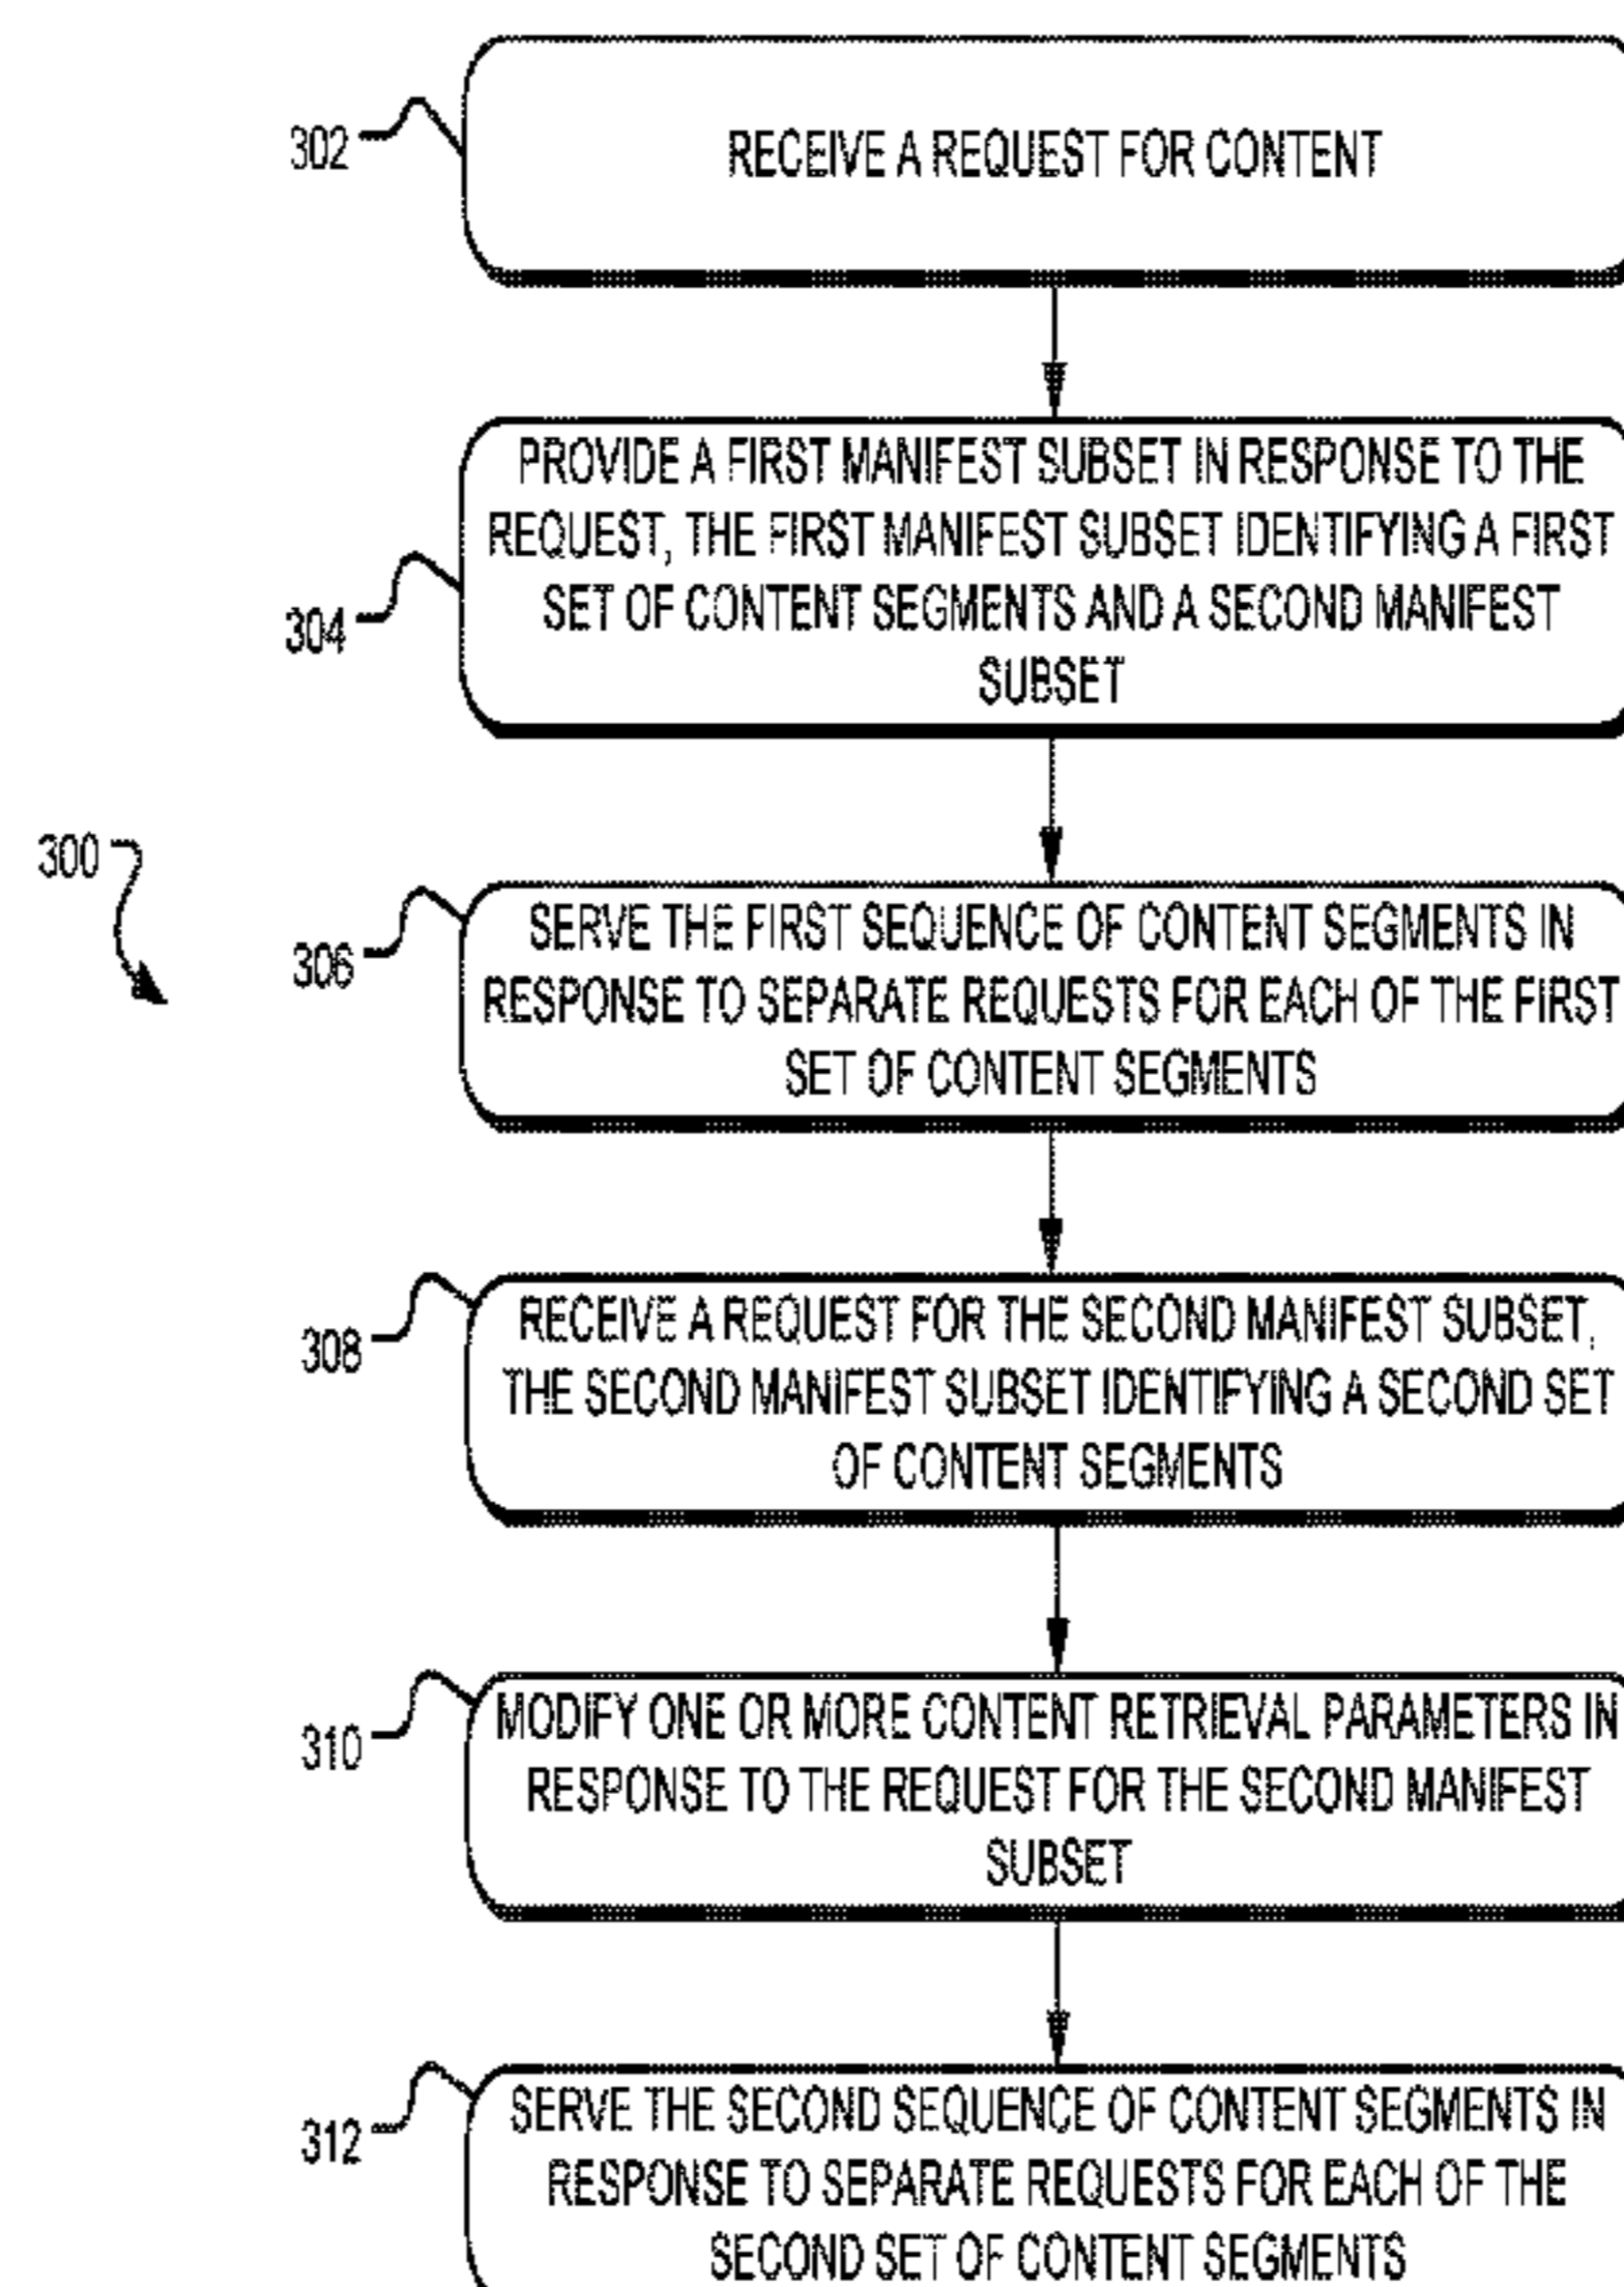 302
RECEIVE A REQUEST FOR CONTENT
PROVIDE A FIRST MANIFEST SUBSET IN RESPONSE TO THE
REQUEST, THE FIRST MANIFEST SUBSET IDENTIFYING A FIRST
SET OF CONTENT SEGMENTS AND A SECOND MANIFEST
SUBSET
304
300
306
SERVE THE FIRST SEQUENCE OF CONTENT SEGMENTS IN
RESPONSE TO SEPARATE REQUESTS FOR EACH OF THE FIRST
SET OF CONTENT SEGMENTS
308
RECEIVE A REQUEST FOR THE SECOND MANIFEST SUBSET,
THE SECOND MANIFEST SUBSET IDENTIFYING A SECOND SET
OF CONTENT SEGMENTS
310
MODIFY ONE OR MORE CONTENT RETRIEVAL PARAMETERS IN
RESPONSE TO THE REQUEST FOR THE SECOND MANIFEST
SUBSET
312
SERVE THE SECOND SEQUENCE OF CONTENT SEGMENTS IN
RESPONSE TO SEPARATE REQUESTS FOR EACH OF THE
SECOND SET OF CONTENT SEGMENTS